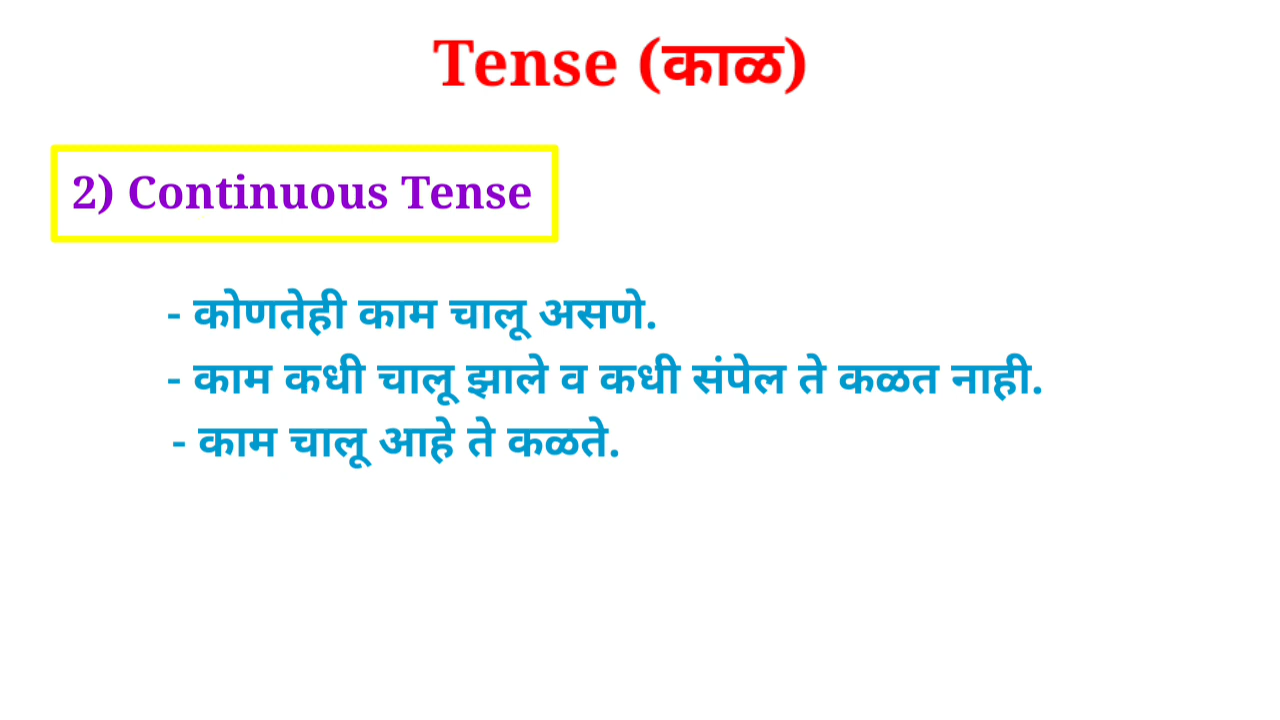 Tense (काळ)
2) Continuous Tense
- कोणतेही काम चालू असणे.
- काम कधी चालू झाले व कधी संपेल ते कळत नाही.
- काम चालू आहे ते कळते.